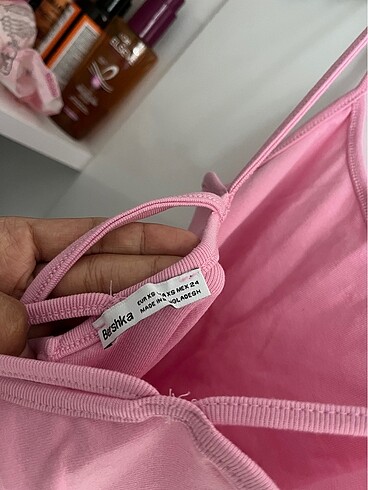 Bershka
EUR XS USA XS MEX 24
MADE IN BANGLADESH